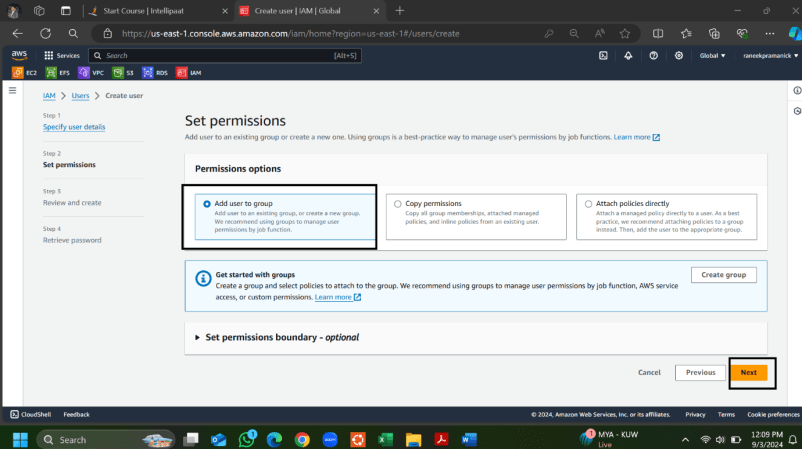 Start Course | Intellipaat
Create user | IAM | Global
https://us-east-1.console.aws.amazon.com/iam/home?region=us-east-1#/users/create
aws
Services
Search
[Alt+S]
Global
raneekpramanick
EC2
EFS
VPC
S3
RDS
IAM
IAM > Users > Create user
Step 1
Specify user details
Step 2
Set permissions
Step 3
Review and create
Step 4
Retrieve password
Set permissions
Add user to an existing group or create a new one. Using groups is a best-practice way to manage user's permissions by job functions. Learn more
Permissions options
Add user to group
Add user to an existing group, or create a new group.
We recommend using groups to manage user
permissions by job function.
Copy permissions
Copy all group memberships, attached managed
policies, and inline policies from an existing user.
Attach policies directly
Attach a managed policy directly to a user. As a best
practice, we recommend attaching policies to a group
instead. Then, add the user to the appropriate group.
Get started with groups
Create a group and select policies to attach to the group. We recommend using groups to manage user permissions by job function, AWS service
access, or custom permissions. Learn more
Create group
Set permissions boundary - optional
Cancel
Previous
Next
CloudShell
Feedback
© 2024, Amazon Web Services, Inc. or its affiliates.
Privacy
Terms
Cookie preferences
Search
1
1
MYA - KUW
Live
12:09 PM
9/3/2024